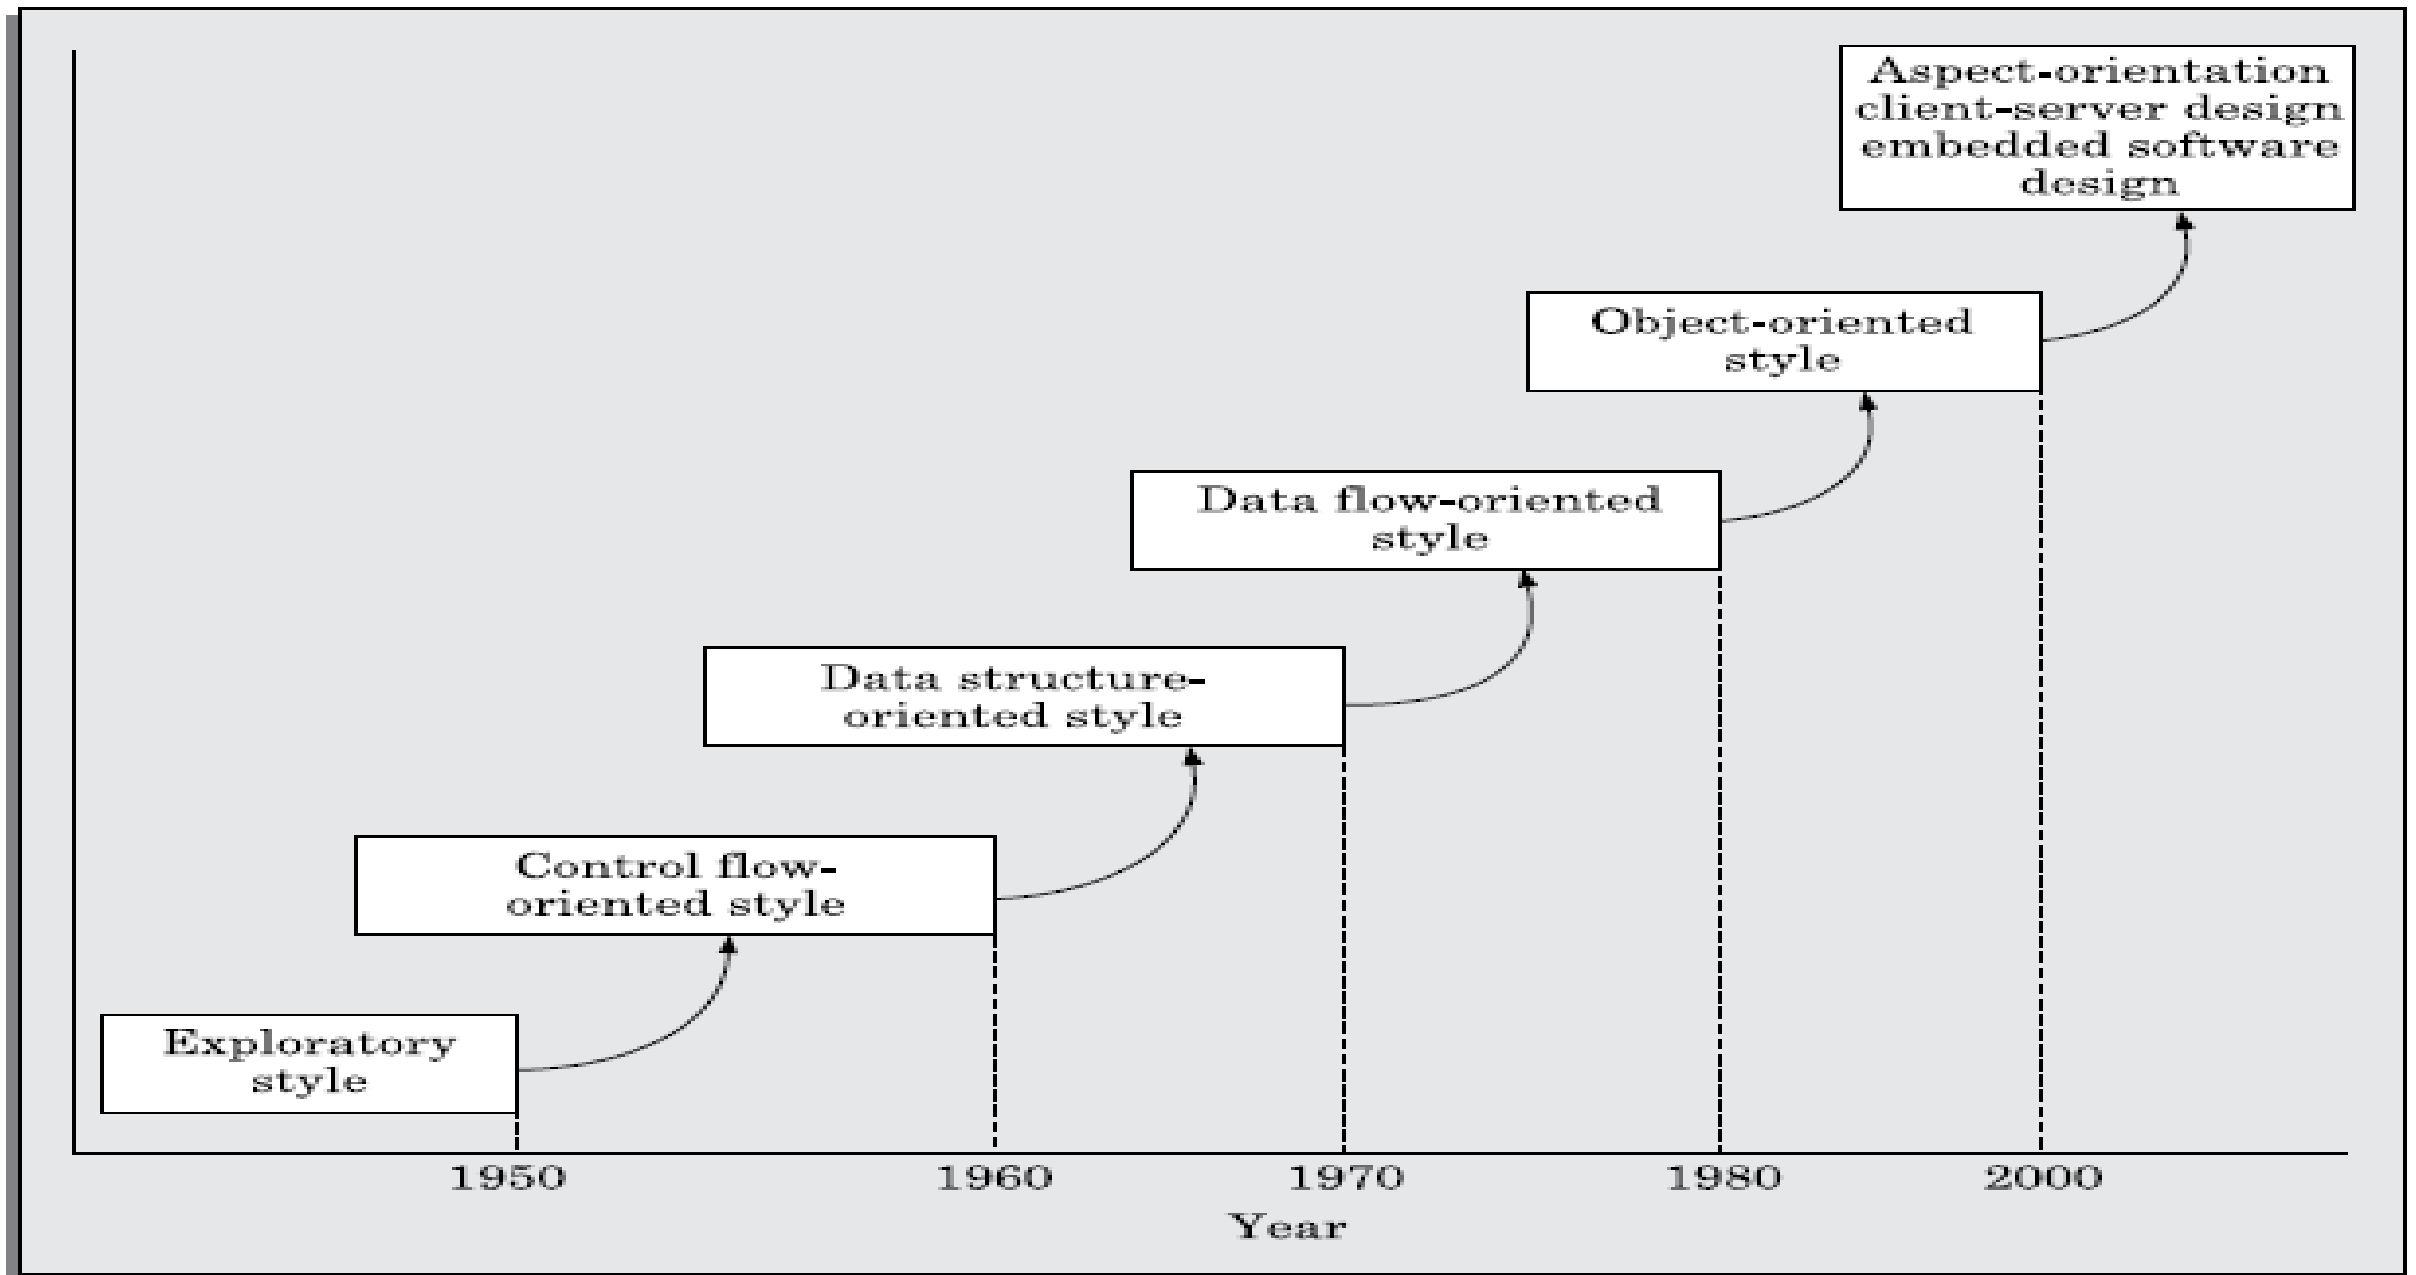 Aspect-orientation
client-server design
embedded software
design
Object-oriented
style
Data flow-oriented
style
Data structure-
oriented style
Control flow-
oriented style
Exploratory
style
1950
1960
1970
1980
2000
Year